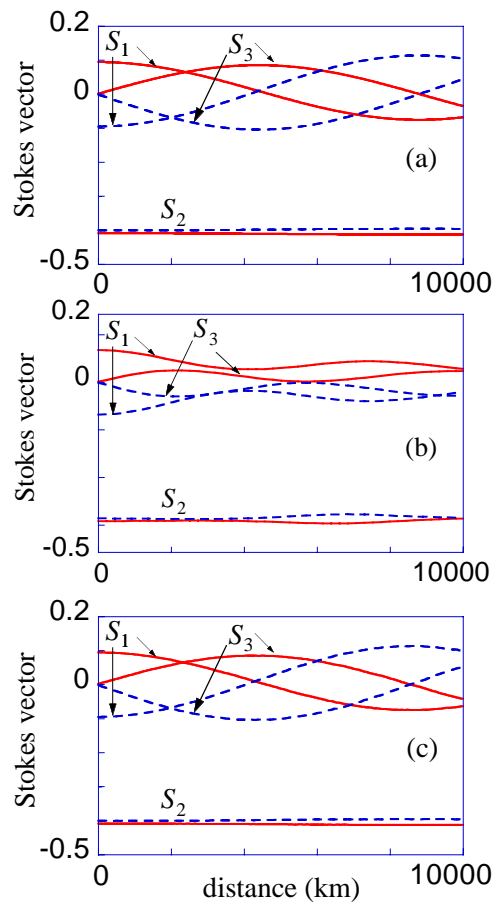 0.2
S1
S3
0
Stokes vector
(a)
S2
-0.5
0
10000
0.2
S1
S3
0
Stokes vector
(b)
S2
-0.5
0
10000
0.2
S1
S3
0
Stokes vector
(c)
S2
-0.5
0
distance (km)
10000